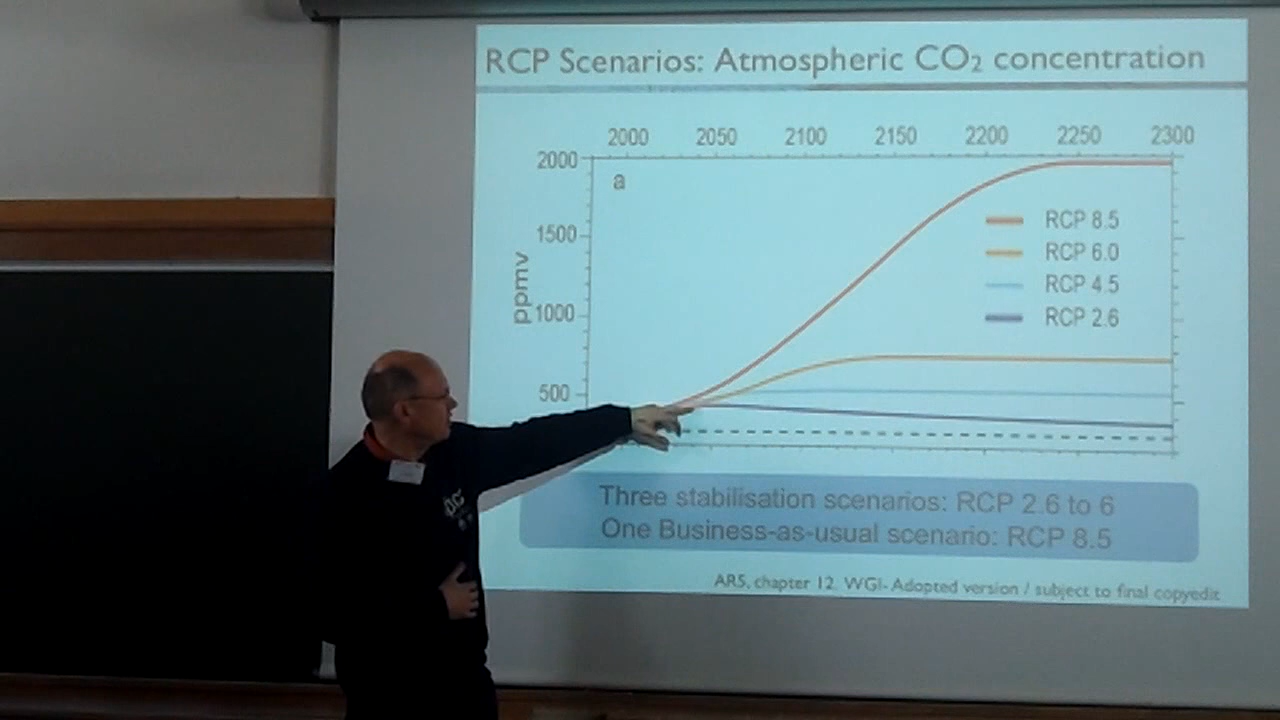 RCP Scenarios: Atmospheric CO₂ concentration
2000 2050 2100 2150 2200 2250 2300
2000
a
1500
1000
500
ppmv
RCP 8.5
RCP 6.0
RCP 4.5
RCP 2.6
Three stabilisation scenarios: RCP 2.6 to 6
One Business-as-usual scenario: RCP 8.5
AR5, chapter 12. WGI- Adopted version / subject to final copyedit